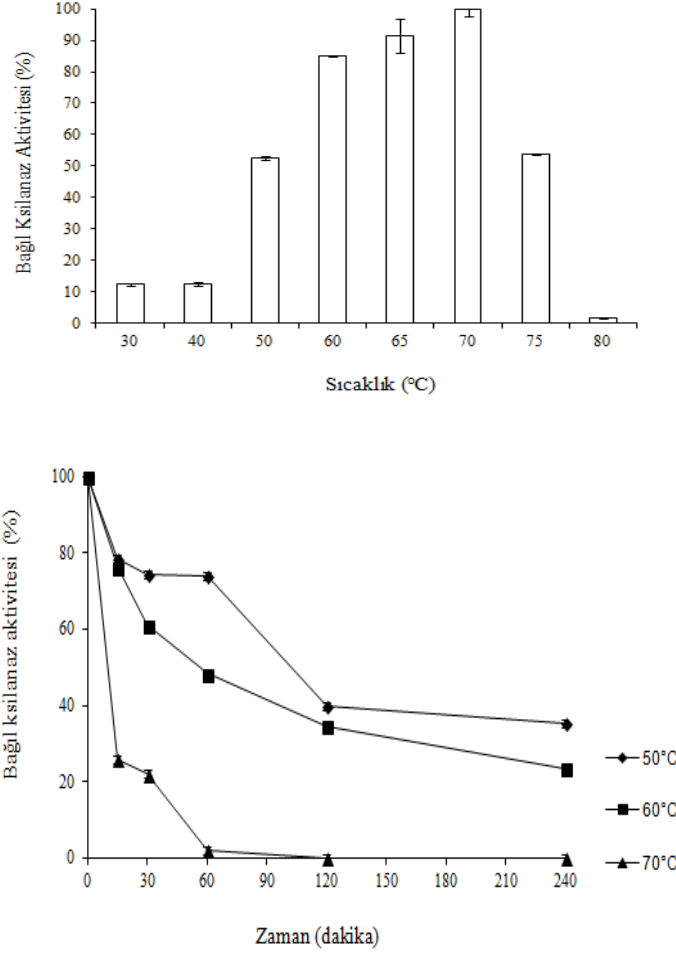 100
90
80
70
60
50
40
30
20
10
0
Bağıl Ksilanaz Aktivitesi (%)
30 40 50 60 65 70 75 80
Sıcaklık (°C)
100
80
60
40
20
0
Bağıl ksilanaz aktivitesi (%)
0 30 60 90 120 150 180 210 240
Zaman (dakika)
50°C
60°C
70°C